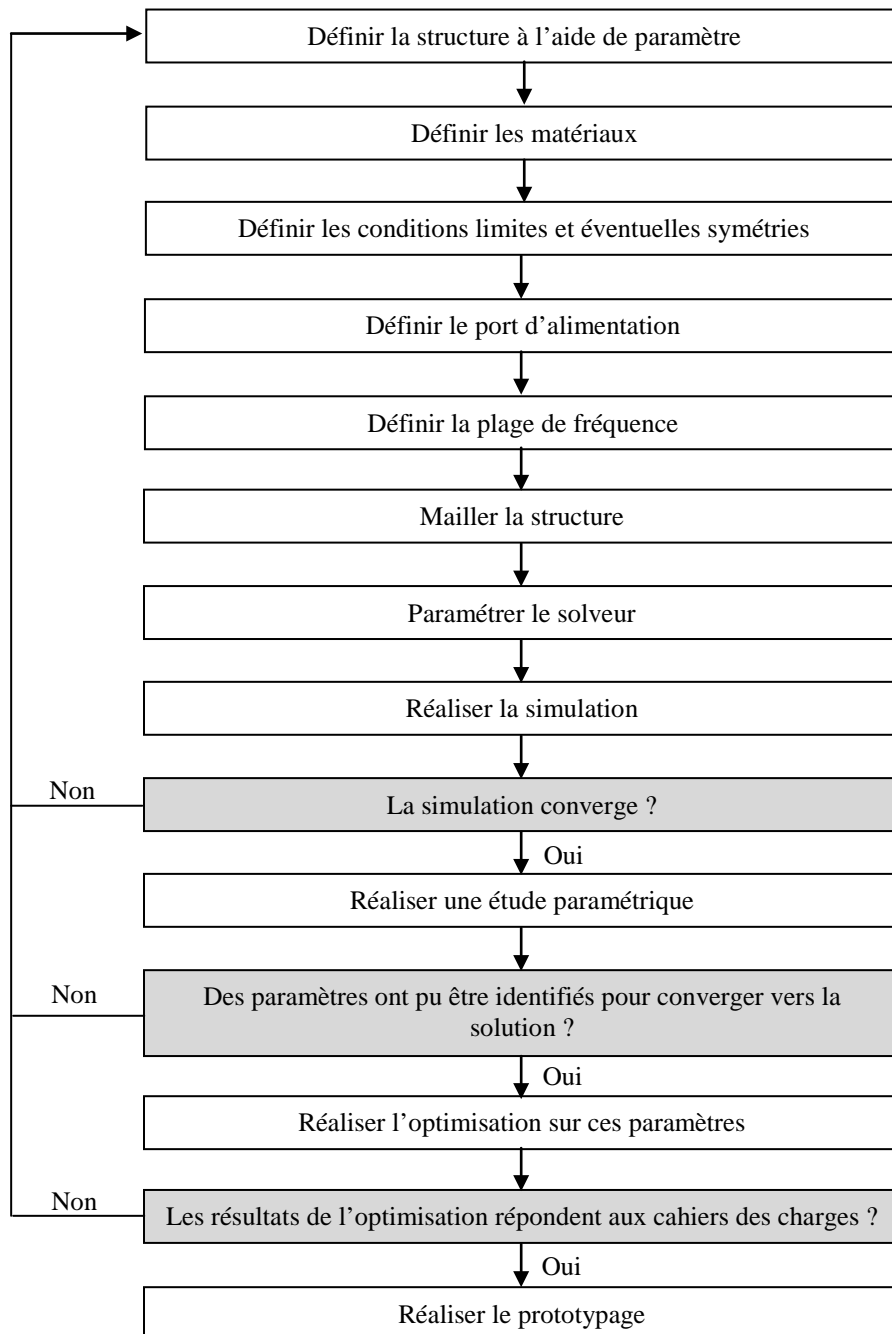 Définir la structure à l'aide de paramètre
Définir les matériaux
Définir les conditions limites et éventuelles symétries
Définir le port d'alimentation
Définir la plage de fréquence
Mailler la structure
Paramétrer le solveur
Réaliser la simulation
Non
La simulation converge ?
Oui
Réaliser une étude paramétrique
Non
Des paramètres ont pu être identifiés pour converger vers la
solution ?
Oui
Réaliser l'optimisation sur ces paramètres
Non
Les résultats de l'optimisation répondent aux cahiers des charges ?
Oui
Réaliser le prototypage